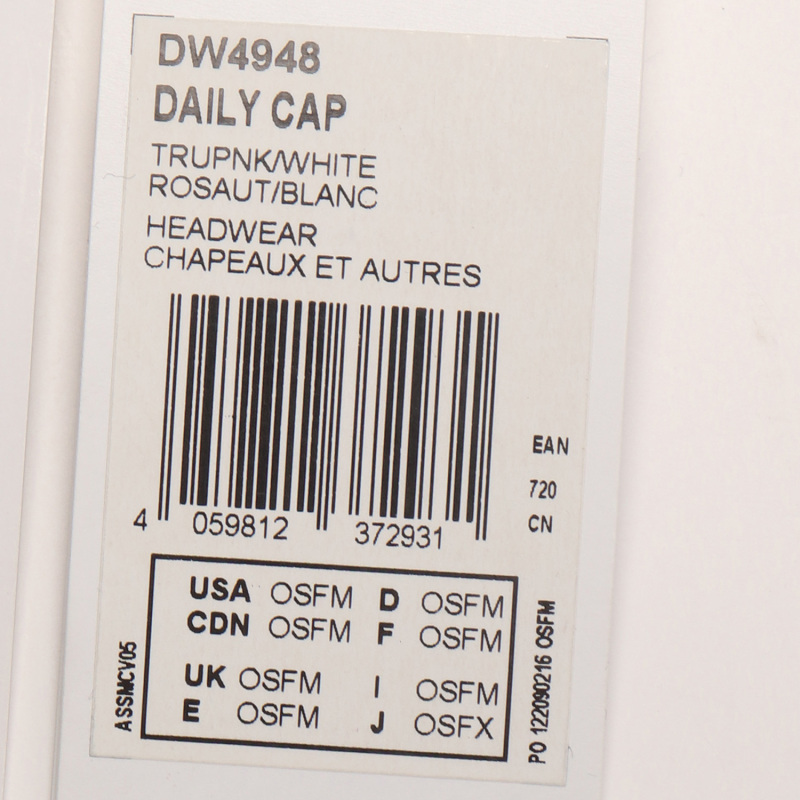 DW4948
DAILY CAP
TRUPNK/WHITE
ROSAUT/BLANC
HEADWEAR
CHAPEAUX ET AUTRES
EAN
720
CN
4 059812 372931
USA OSFM D OSFM
CDN OSFM F OSFM
UK OSFM I OSFM
E OSFM J OSFX
ASSMCV05
PO 122090216 OSFM